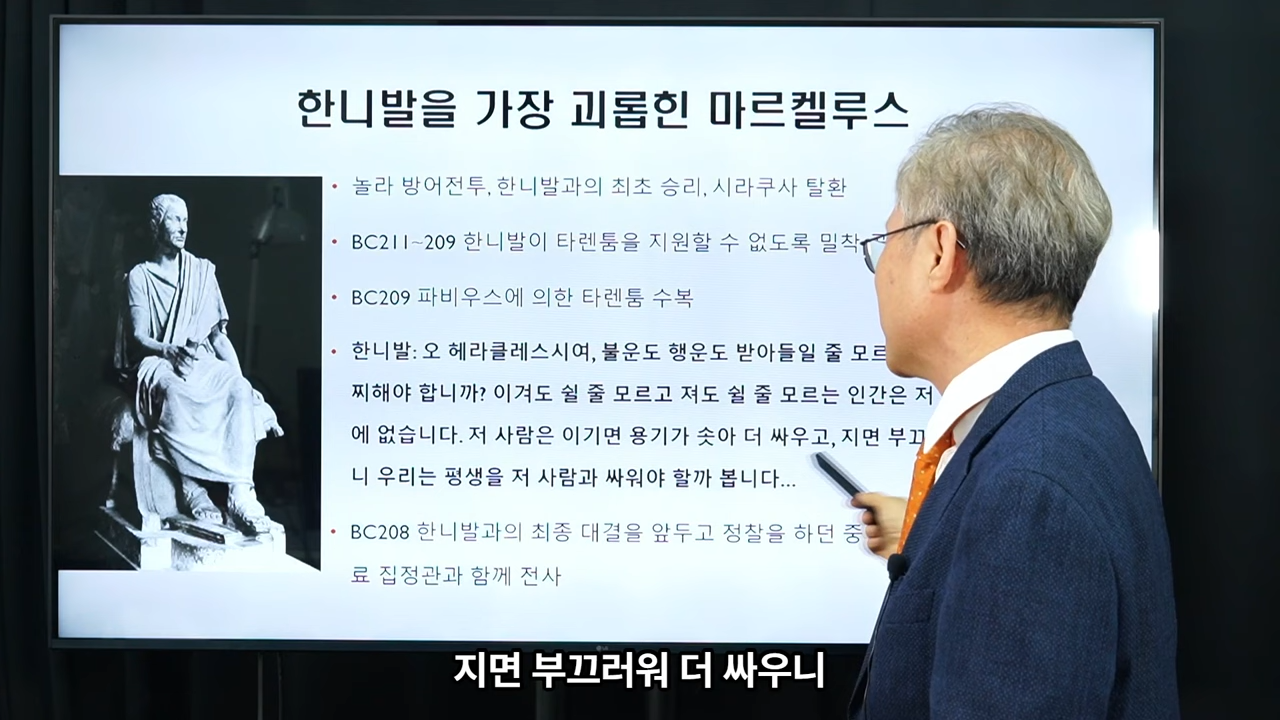 한니발을 가장 괴롭힌 마르켈루스
• 놀라 방어전투, 한니발과의 최초 승리, 시라쿠사 탈환
• BC211~209 한니발이 타렌툼을 지원할 수 없도록 밀착
• BC209 파비우스에 의한 타렌툼 수복
• 한니발: 오 헤라클레스시여, 불운도 행운도 받아들일 줄
찌해야 합니까? 이겨도 쉴 줄 모르고 져도 쉴 줄 모르는 인간은 저
에 없습니다. 저 사람은 이기면 용기가 솟아 더 싸우고, 지면
니 우리는 평생을 저 사람과 싸워야 할까 봅니다...
• BC208 한니발과의 최종 대결을 앞두고 정찰을 하던
료 집정관과 함께 전사
지면 부끄러워 더 싸우니